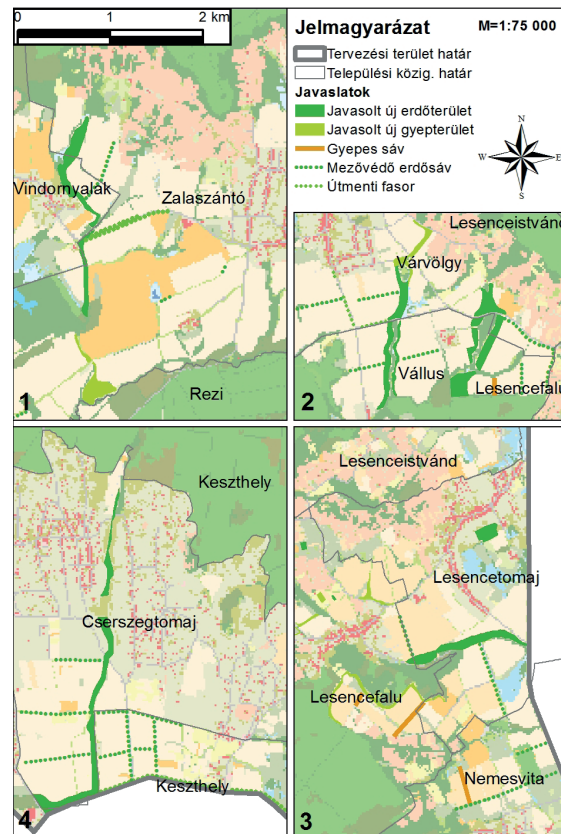 0 1 2 km
Vindornyalak
Zalaszántó
Rezi
1
Jelmagyarázat M=1:75 000
Tervezési terület határ
Települési közig. határ
Javaslatok
Javasolt új erdőterület
Javasolt új gyepterület
Gyepes sáv
Mezővédő erdősáv
Útmenti fasor
N
W E
S
Lesenceistvánd
Várvölgy
Vállus
Lesencefalu
2
Keszthely
Cserszegtomaj
Keszthely
4
Lesenceistvánd
Lesencetomaj
Lesencefalu
Nemesvita
3